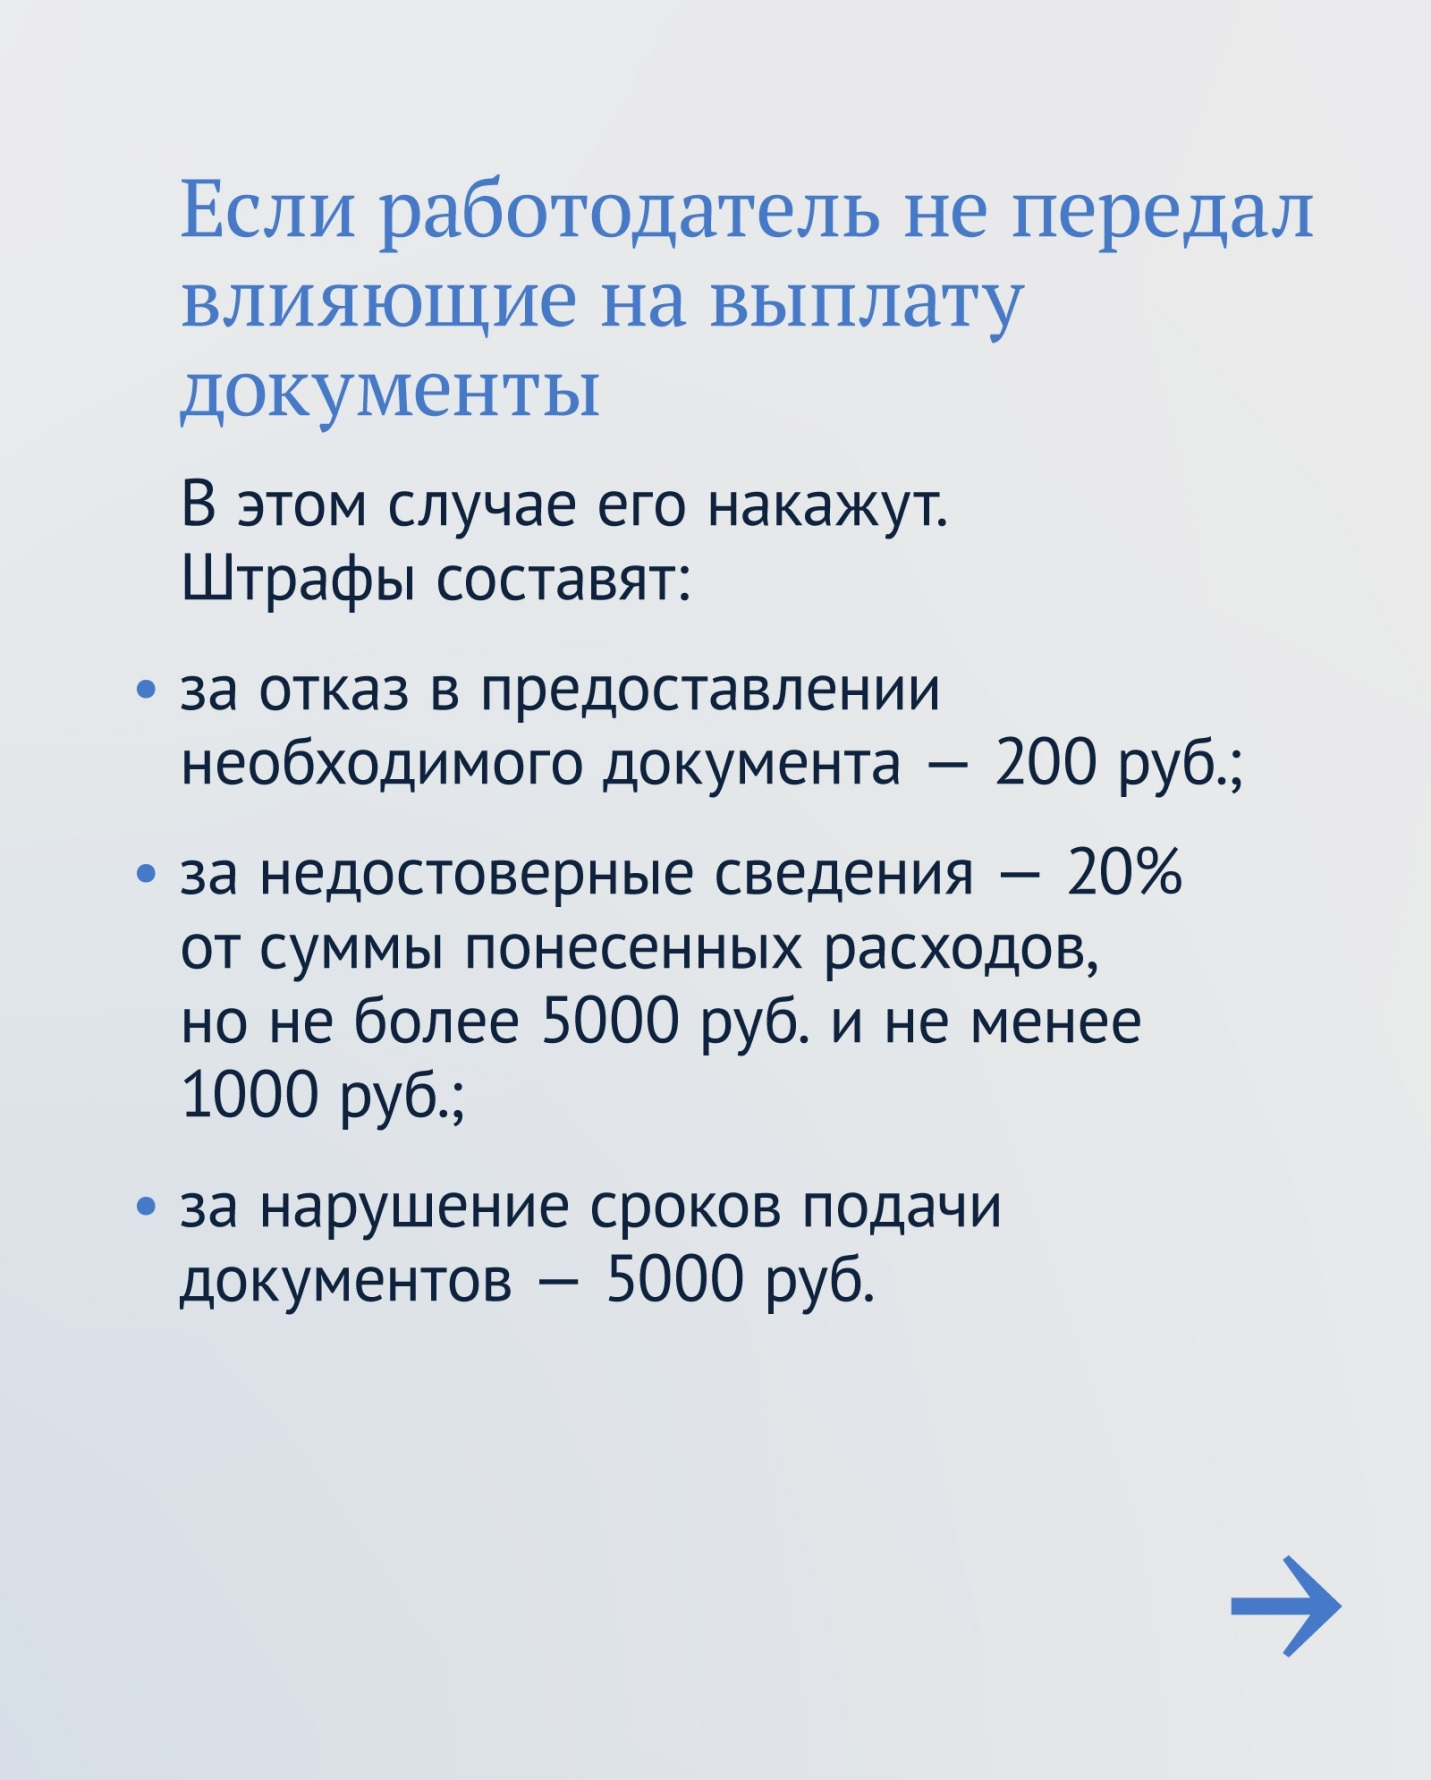 Если работодатель не передал
влияющие на выплату
документы
В этом случае его накажут.
Штрафы составят:
• за отказ в предоставлении
необходимого документа — 200 руб.;
• за недостоверные сведения — 20%
от суммы понесенных расходов,
но не более 5000 руб. и не менее
1000 руб.;
• за нарушение сроков подачи
документов — 5000 руб.